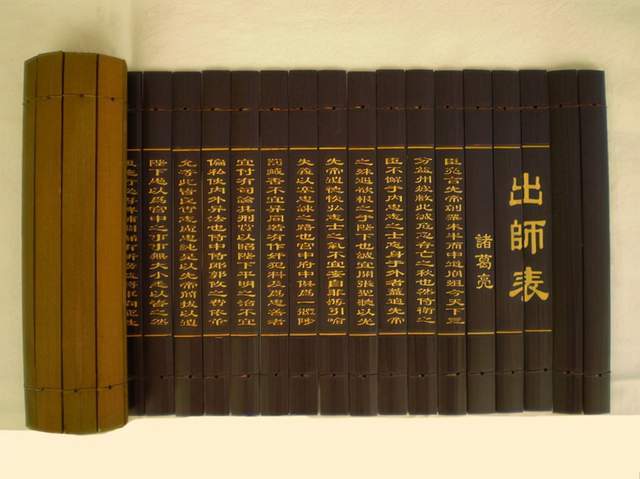 出師表
諸葛亮
臣亮言先帝創業未半而中道崩殂今天下三
分益州疲敝此誠危急存亡之秋也然侍衛之
臣不懈于內忠志之士忘身于外者蓋追先帝
之殊遇欲報之于陛下也誠宜開張聖聽以光
先帝遺德恢弘志士之氣不宜妄自菲薄引喻
失義以塞忠諫之路也宮中府中俱為一體陟
罰臧否不宜異同若有作奸犯科及為忠善者
宜付有司論其刑賞以昭陛下平明之治不宜
偏私使內外異法也侍中侍郎郭攸之費
允等此皆良實志慮忠純是以先帝簡拔以遺
陛下愚以為宮中之事事無大小悉以咨之然